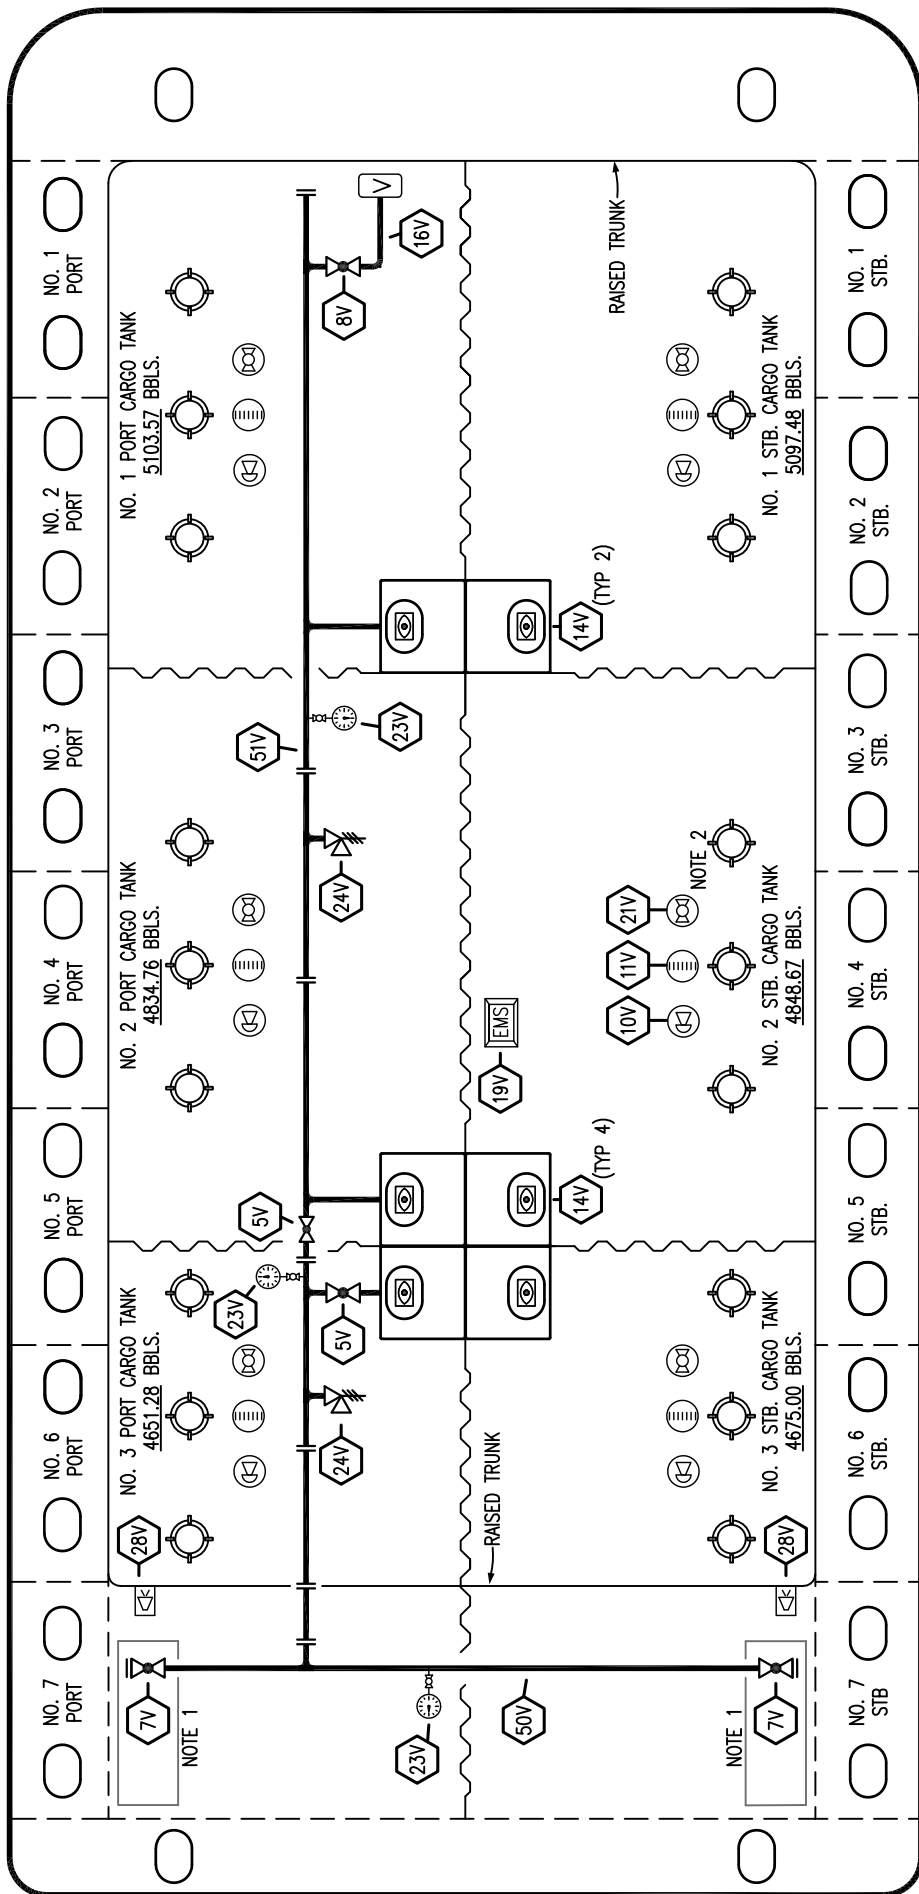 NO. 1
PORT
NO. 2
PORT
NO. 3
PORT
NO. 4
PORT
NO. 5
PORT
NO. 6
PORT
NO. 7
PORT
NO. 1 PORT CARGO TANK
5103.57 BBLS.
NO. 2 PORT CARGO TANK
4834.76 BBLS.
NO. 3 PORT CARGO TANK
4651.28 BBLS.
V
16V
8V
51V
23V
24V
5V
23V
5V
24V
28V
7V
NOTE 1
23V
50V
RAISED TRUNK
14V
(TYP 2)
EMS
19V
14V
(TYP 4)
RAISED TRUNK
21V
11V
10V
NOTE 2
28V
7V
NOTE 1
NO. 1 STB. CARGO TANK
5097.48 BBLS.
NO. 2 STB. CARGO TANK
4848.67 BBLS.
NO. 3 STB. CARGO TANK
4675.00 BBLS.
NO. 1
STB.
NO. 2
STB.
NO. 3
STB.
NO. 4
STB.
NO. 5
STB.
NO. 6
STB.
NO. 7
STB